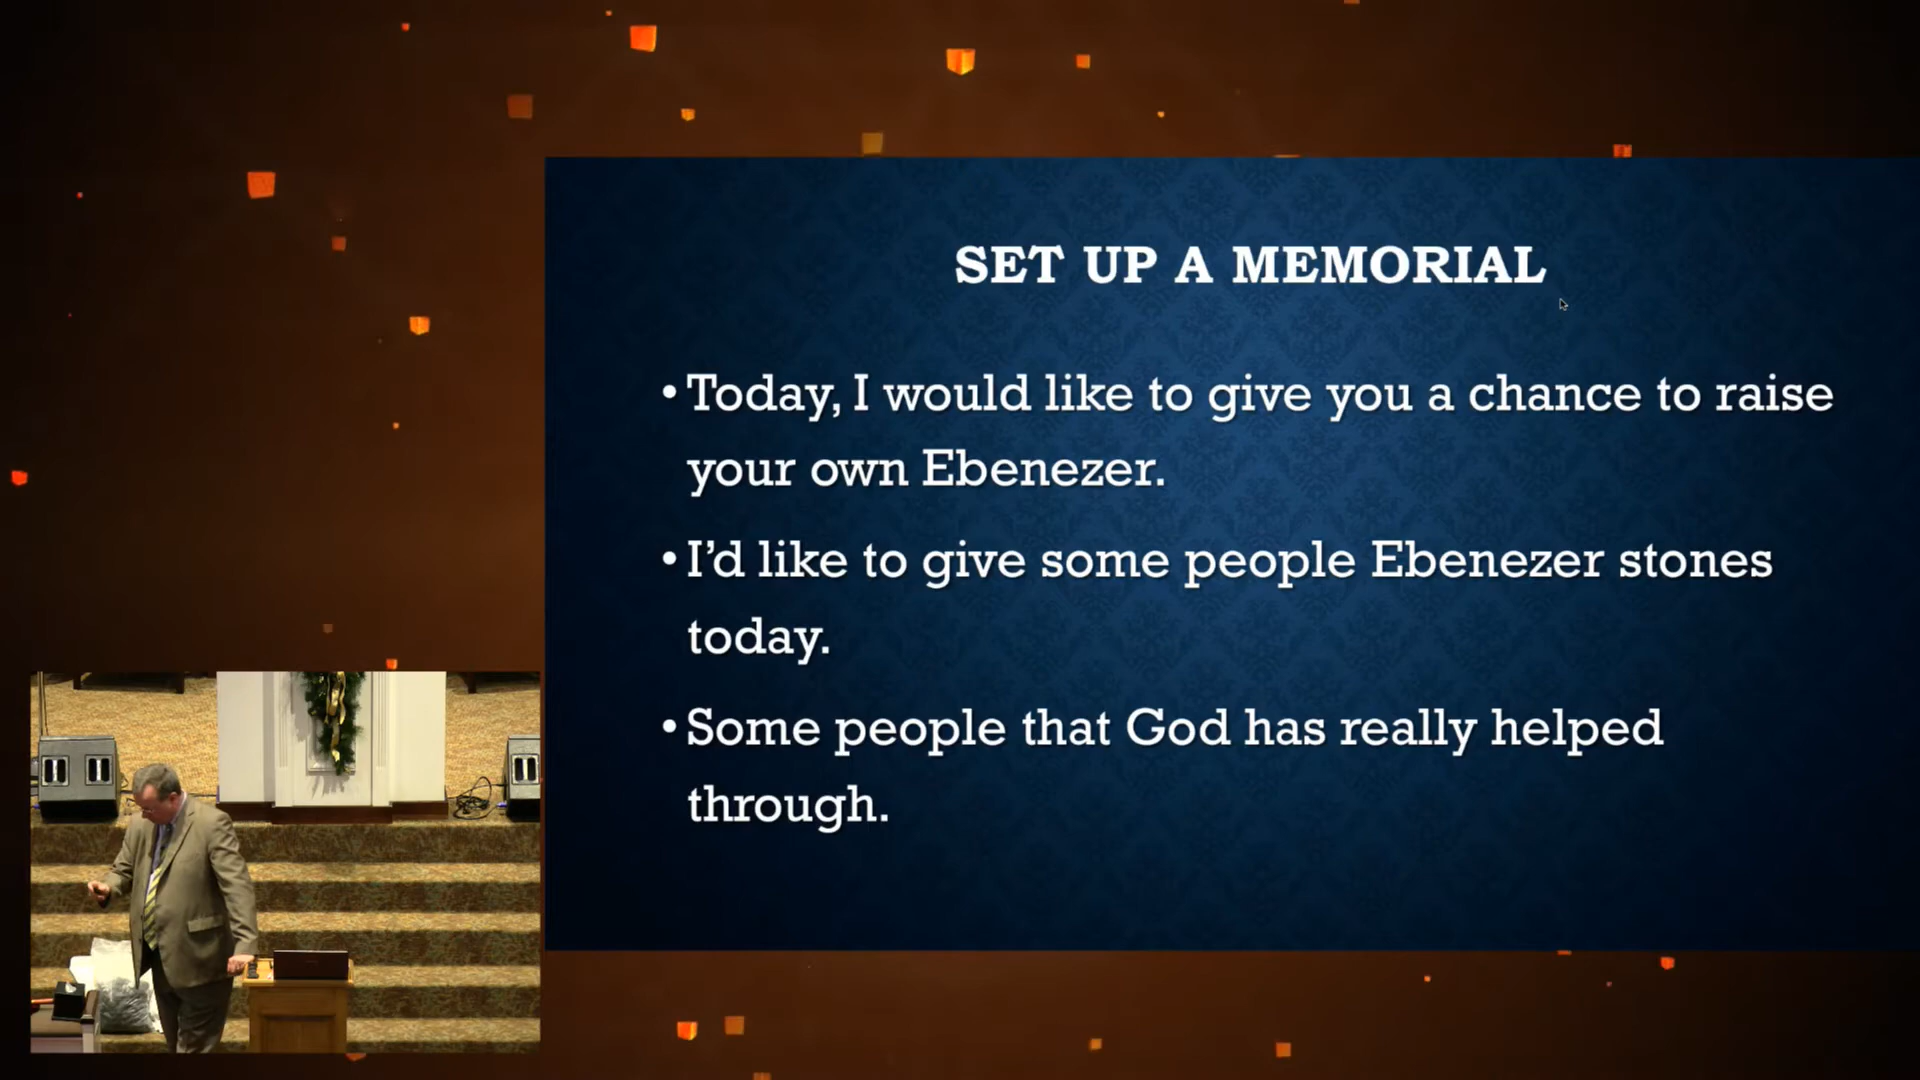 SET UP A MEMORIAL
•Today, I would like to give you a chance to raise
your own Ebenezer.
•I’d like to give some people Ebenezer stones
today.
•Some people that God has really helped
through.